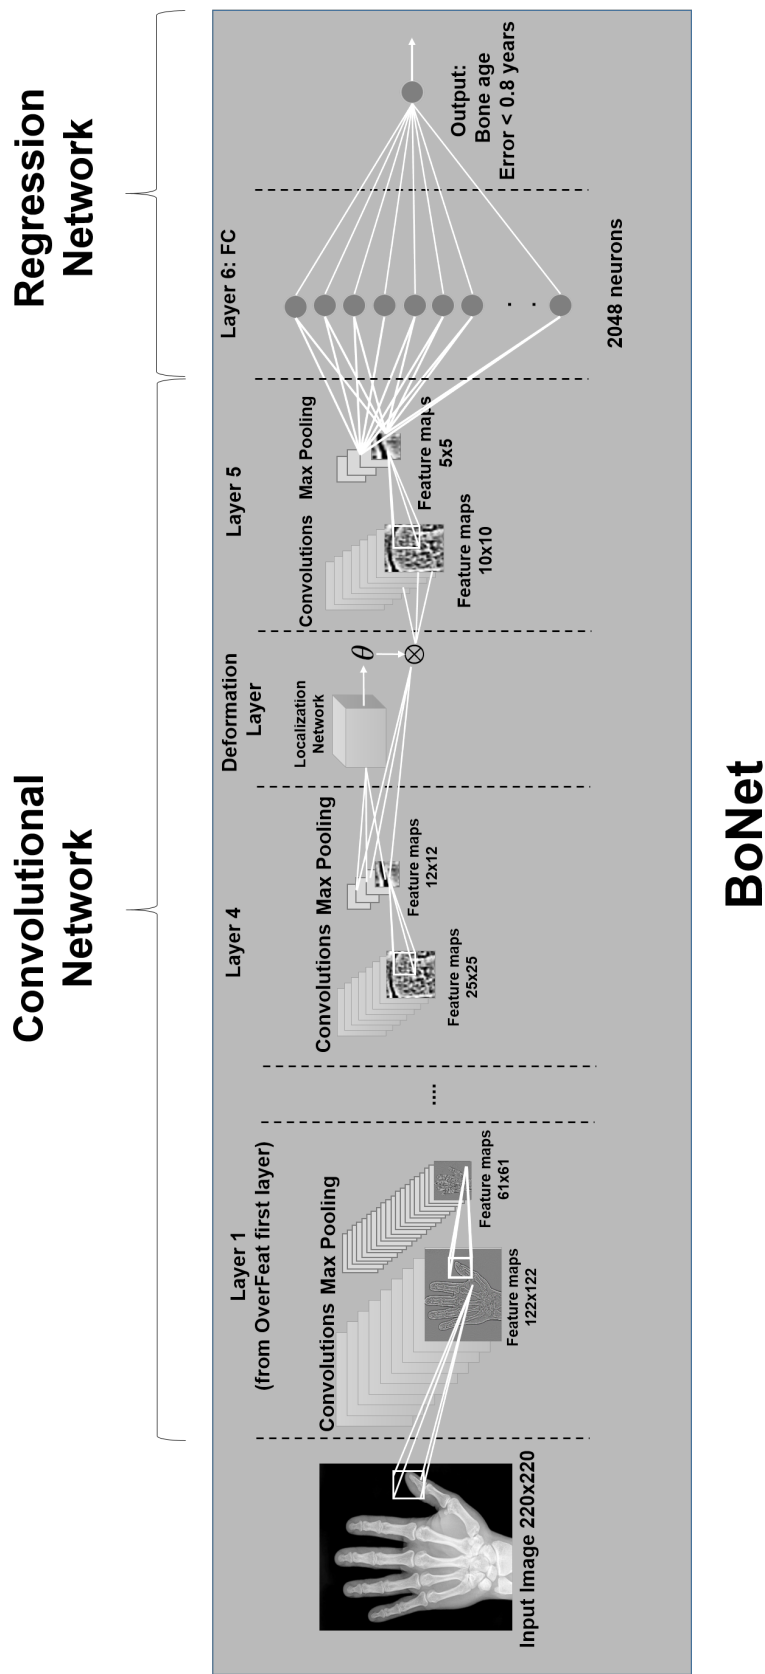 Convolutional
Network
Regression
Network
Input Image 220x220
Layer 1
(from OverFeat first layer)
Convolutions
Max Pooling
Feature maps
122x122
Feature maps
61x61
....
Layer 4
Convolutions
Max Pooling
Feature maps
25x25
Feature maps
12x12
Deformation
Layer
Localization
Network
θ
Layer 5
Convolutions
Max Pooling
Feature maps
10x10
Feature maps
5x5
Layer 6: FC
. .
2048 neurons
Output:
Bone age
Error < 0.8 years
BoNet